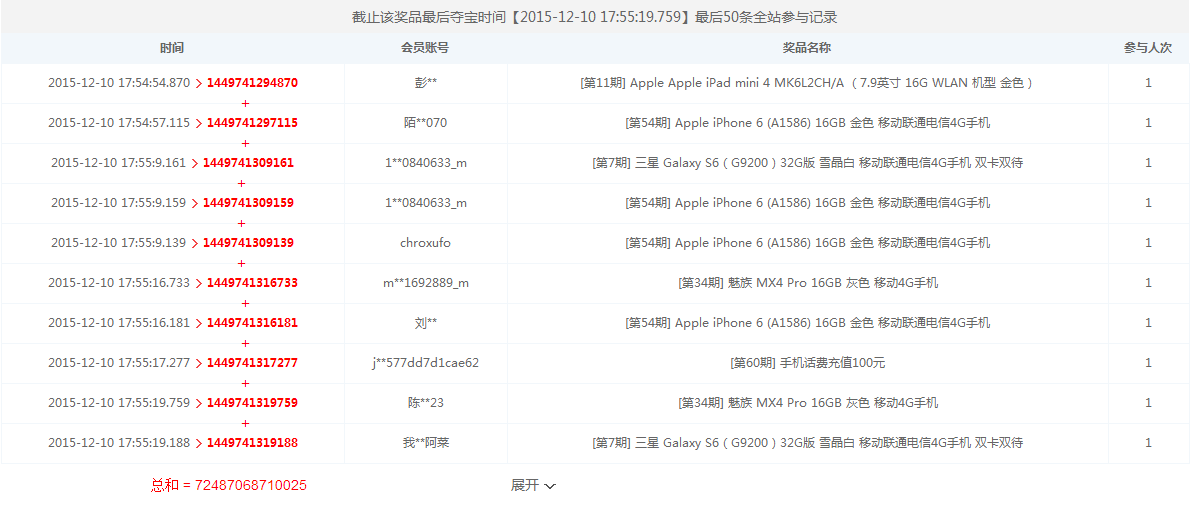 截止该奖品最后夺宝时间【2015-12-10 17:55:19.759】最后50条全站参与记录
时间 会员账号 奖品名称 参与人次
2015-12-10 17:54:54.870 > 1449741294870 彭** [第11期] Apple Apple iPad mini 4 MK6L2CH/A （ 7.9英寸 16G WLAN 机型 金色 ） 1
+
2015-12-10 17:54:57.115 > 1449741297115 陌**070 [第54期] Apple iPhone 6 (A1586) 16GB 金色 移动联通电信4G手机 1
+
2015-12-10 17:55:9.161 > 1449741309161 1**0840633_m [第7期] 三星 Galaxy S6（ G9200 ）32G版 雪晶白 移动联通电信4G手机 双卡双待 1
+
2015-12-10 17:55:9.159 > 1449741309159 1**0840633_m [第54期] Apple iPhone 6 (A1586) 16GB 金色 移动联通电信4G手机 1
+
2015-12-10 17:55:9.139 > 1449741309139 chroxufo [第54期] Apple iPhone 6 (A1586) 16GB 金色 移动联通电信4G手机 1
+
2015-12-10 17:55:16.733 > 1449741316733 m**1692889_m [第34期] 魅族 MX4 Pro 16GB 灰色 移动4G手机 1
+
2015-12-10 17:55:16.181 > 1449741316181 刘** [第54期] Apple iPhone 6 (A1586) 16GB 金色 移动联通电信4G手机 1
+
2015-12-10 17:55:17.277 > 1449741317277 j**577dd7d1cae62 [第60期] 手机话费充值100元 1
+
2015-12-10 17:55:19.759 > 1449741319759 陈**23 [第34期] 魅族 MX4 Pro 16GB 灰色 移动4G手机 1
+
2015-12-10 17:55:19.188 > 1449741319188 我**阿菜 [第7期] 三星 Galaxy S6（ G9200 ）32G版 雪晶白 移动联通电信4G手机 双卡双待 1
总和 = 72487068710025 展开